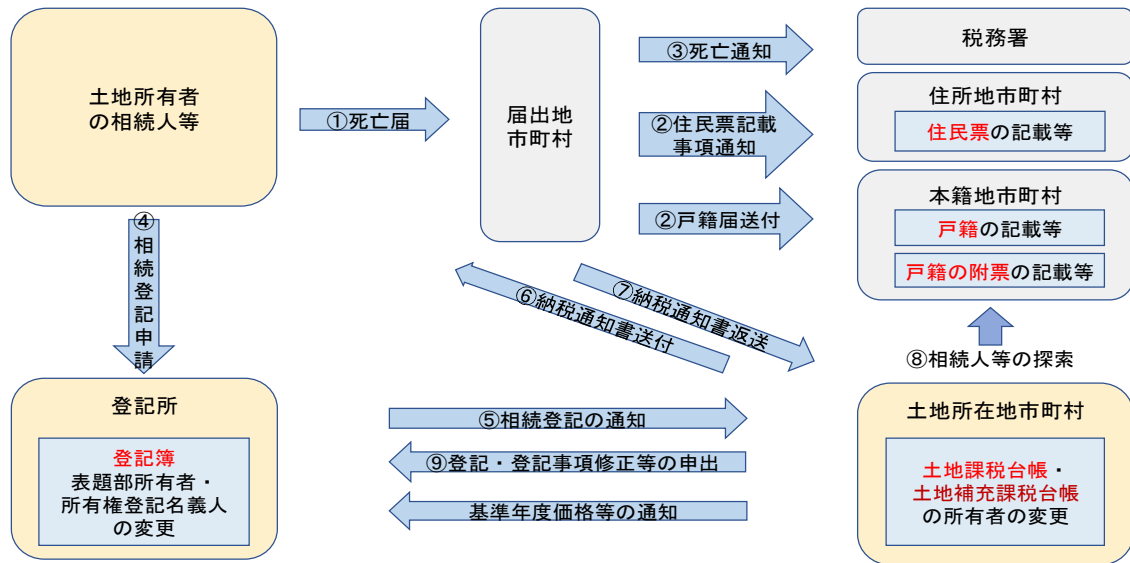 土地所有者
の相続人等
①死亡届
届出地
市町村
③死亡通知
②住民票記載
事項通知
②戸籍届送付
税務署
住所地市町村
住民票の記載等
本籍地市町村
戸籍の記載等
戸籍の附票の記載等
④相続登記申請
⑥納税通知書送付
⑦納税通知書返送
⑧相続人等の探索
登記所
登記簿
表題部所有者・
所有権登記名義人
の変更
⑤相続登記の通知
⑨登記・登記事項修正等の申出
基準年度価格等の通知
土地所在地市町村
土地課税台帳・
土地補充課税台帳
の所有者の変更